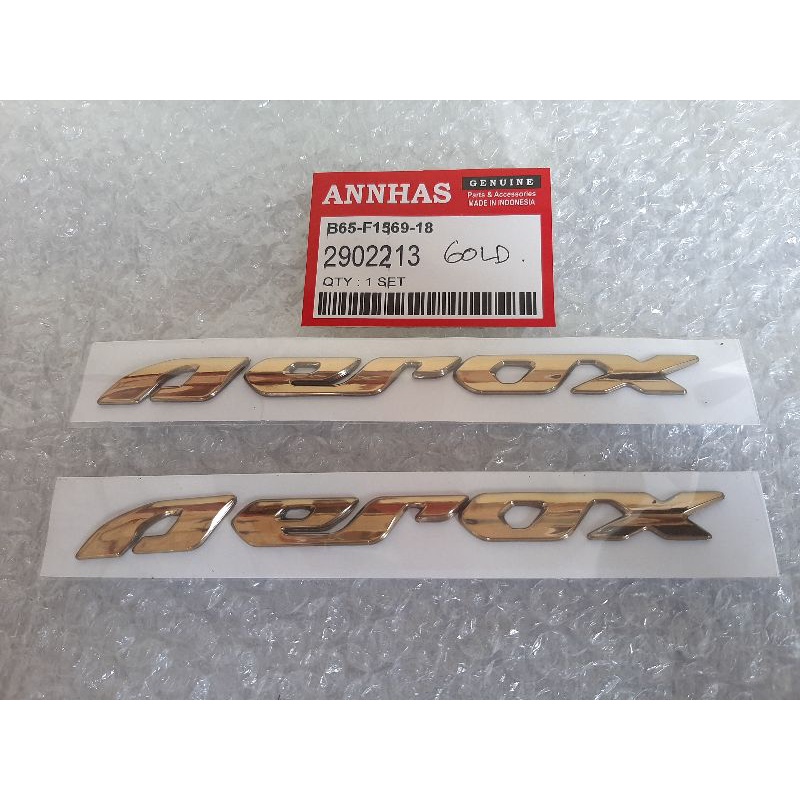 ANNHAS
GENUINE
Parts & Accessories
MADE IN INDONESIA
B65-F1569-18
2902213 GOLD.
QTY : 1 SET
aerox
aerox